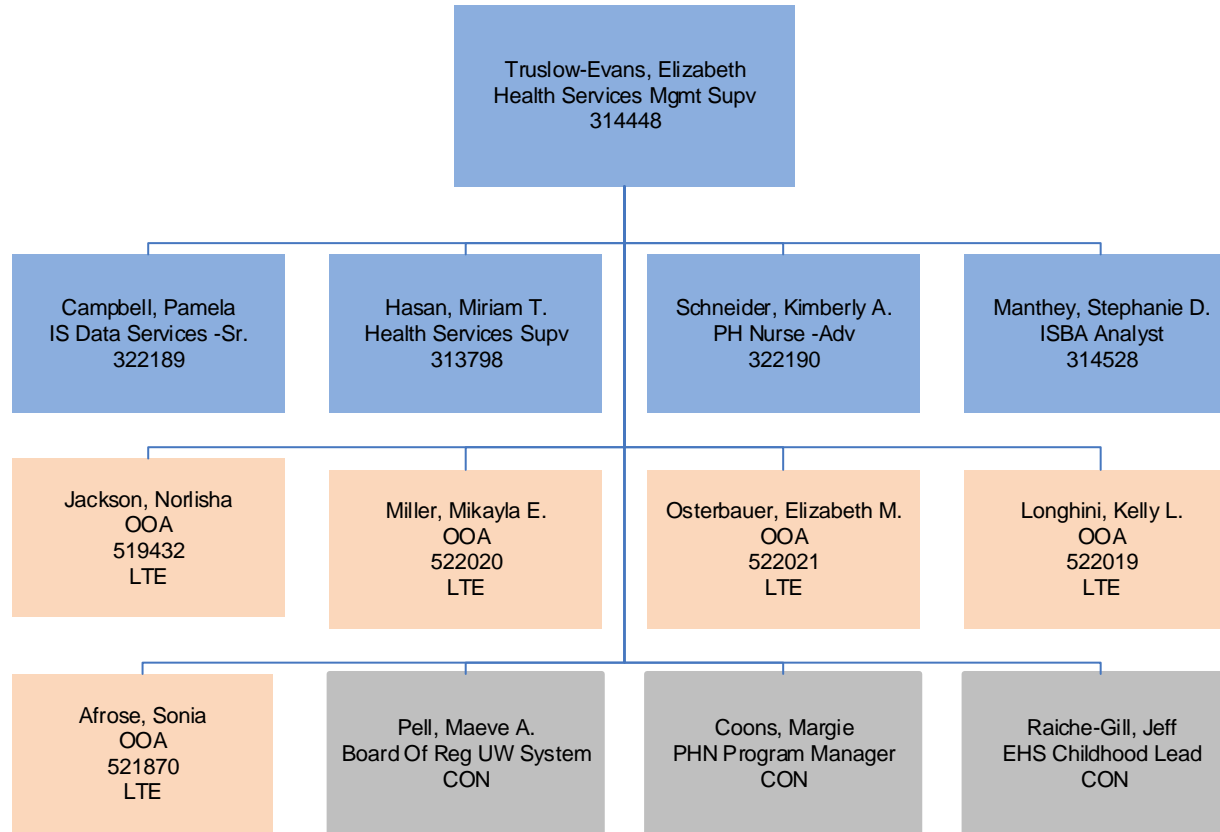 Truslow-Evans, Elizabeth
Health Services Mgmt Supv
314448
Campbell, Pamela
IS Data Services -Sr.
322189
Hasan, Miriam T.
Health Services Supv
313798
Schneider, Kimberly A.
PH Nurse -Adv
322190
Manthey, Stephanie D.
ISBA Analyst
314528
Jackson, Norlisha
OOA
519432
LTE
Miller, Mikayla E.
OOA
522020
LTE
Osterbauer, Elizabeth M.
OOA
522021
LTE
Longhini, Kelly L.
OOA
522019
LTE
Afrose, Sonia
OOA
521870
LTE
Pell, Maeve A.
Board Of Reg UW System
CON
Coons, Margie
PHN Program Manager
CON
Raiche-Gill, Jeff
EHS Childhood Lead
CON